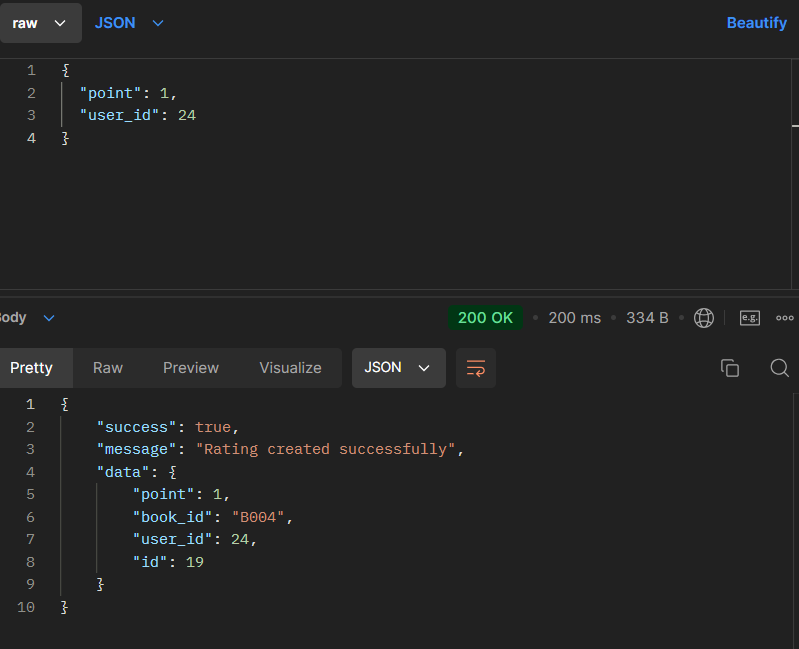 raw JSON Beautify
1 {
2 "point": 1,
3 "user_id": 24
4 }
ody 200 OK 200 ms 334 B e.g.
Pretty Raw Preview Visualize JSON
1 {
2 "success": true,
3 "message": "Rating created successfully",
4 "data": {
5 "point": 1,
6 "book_id": "B004",
7 "user_id": 24,
8 "id": 19
9 }
10 }